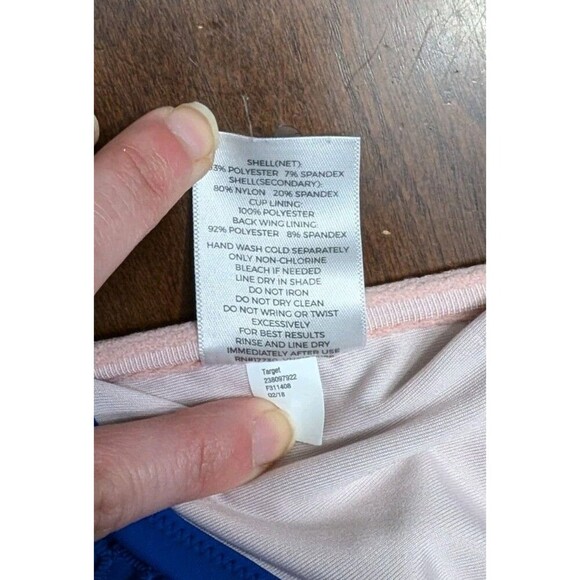 SHELL(NET):
93% POLYESTER 7% SPANDEX
SHELL(SECONDARY):
80% NYLON 20% SPANDEX
CUP LINING:
100% POLYESTER
BACK WING LINING:
92% POLYESTER 8% SPANDEX
HAND WASH COLD SEPARATELY
ONLY NON-CHLORINE
BLEACH IF NEEDED
LINE DRY IN SHADE
DO NOT IRON
DO NOT DRY CLEAN
DO NOT WRING OR TWIST
EXCESSIVELY
FOR BEST RESULTS
RINSE AND LINE DRY
IMMEDIATELY AFTER USE
Target
238097922
F311408
02/18